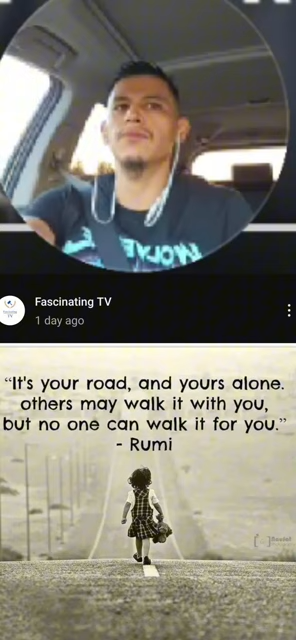 Fascinating TV
1 day ago
“It's your road, and yours alone.
others may walk it with you,
but no one can walk it for you.”
- Rumi